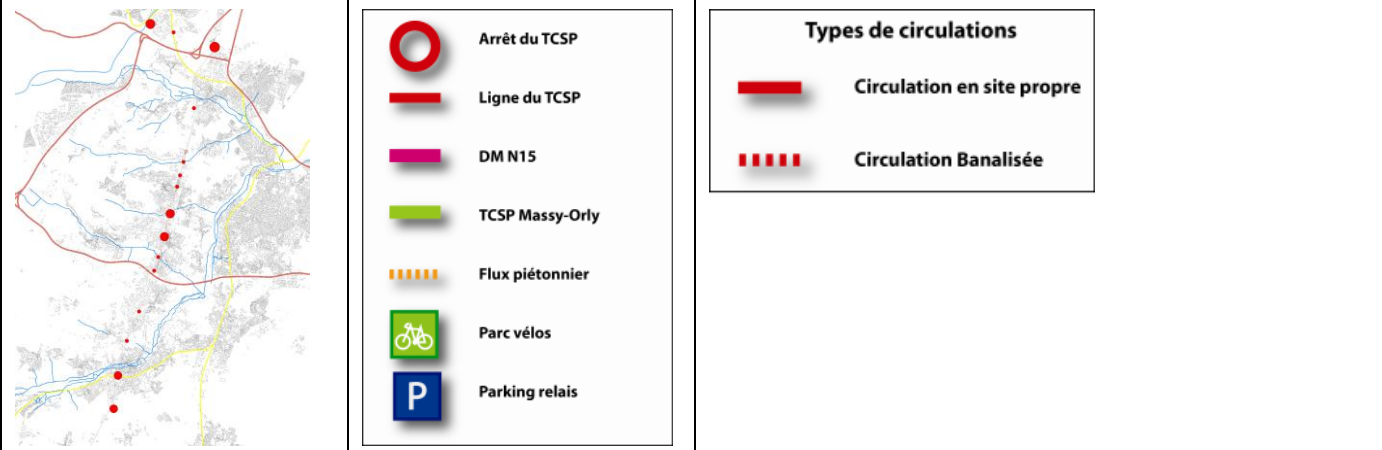 Arrêt du TCSP
Ligne du TCSP
DM N15
TCSP Massy-Orly
Flux piétonnier
Parc vélos
P
Parking relais
Types de circulations
Circulation en site propre
Circulation Banalisée